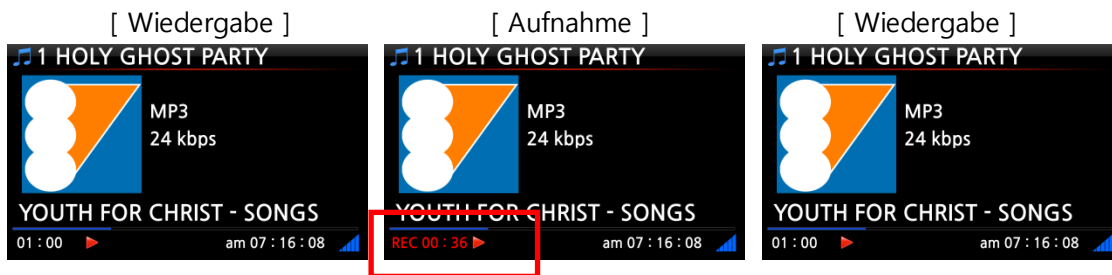 [ Wiedergabe ]
1 HOLY GHOST PARTY
MP3
24 kbps
YOUTH FOR CHRIST - SONGS
01 : 00 am 07 : 16 : 08
[ Aufnahme ]
1 HOLY GHOST PARTY
MP3
24 kbps
YOUTH FOR CHRIST - SONGS
REC 00 : 36 am 07 : 16 : 08
[ Wiedergabe ]
1 HOLY GHOST PARTY
MP3
24 kbps
YOUTH FOR CHRIST - SONGS
01 : 00 am 07 : 16 : 08